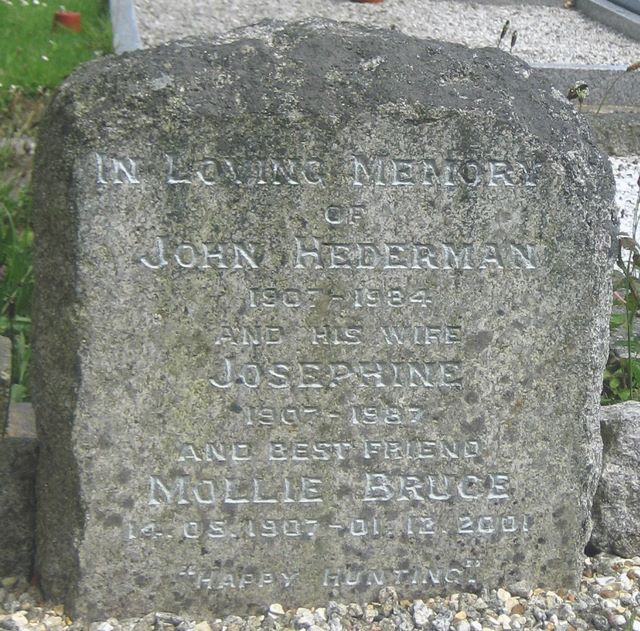 IN LOVING MEMORY
OF
JOHN HEDERMAN
1907 - 1984
AND HIS WIFE
JOSEPHINE
1907 - 1987
AND BEST FRIEND
MOLLIE BRUCE
14. 05. 1907 - 01. 12. 2001
"HAPPY HUNTING."